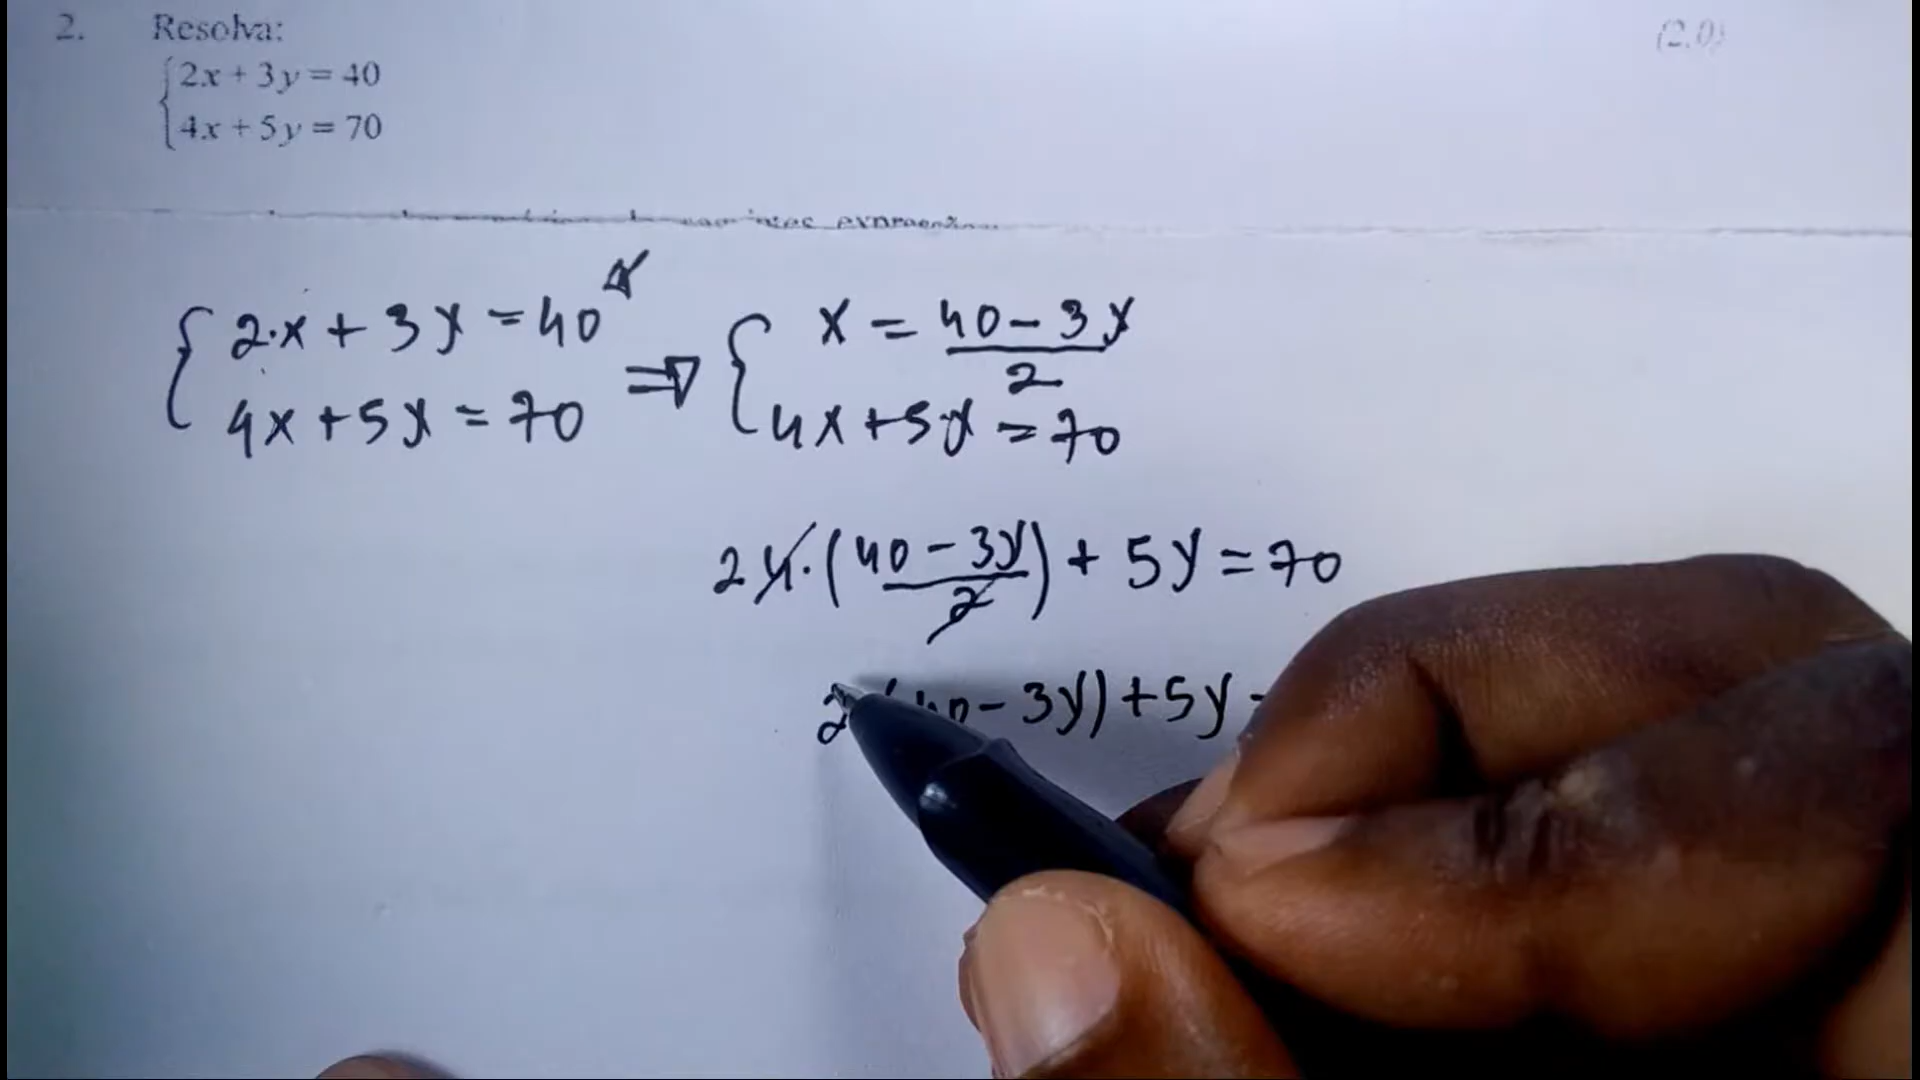 2. Resolva: (2,0)
2x + 3y = 40
4x + 5y = 70
2·x + 3y = 40
4x + 5y = 70
⇒
x = 40 - 3y / 2
4x + 5y = 70
2 4·(40 - 3y / 2) + 5y = 70
2 (40 - 3y) + 5y